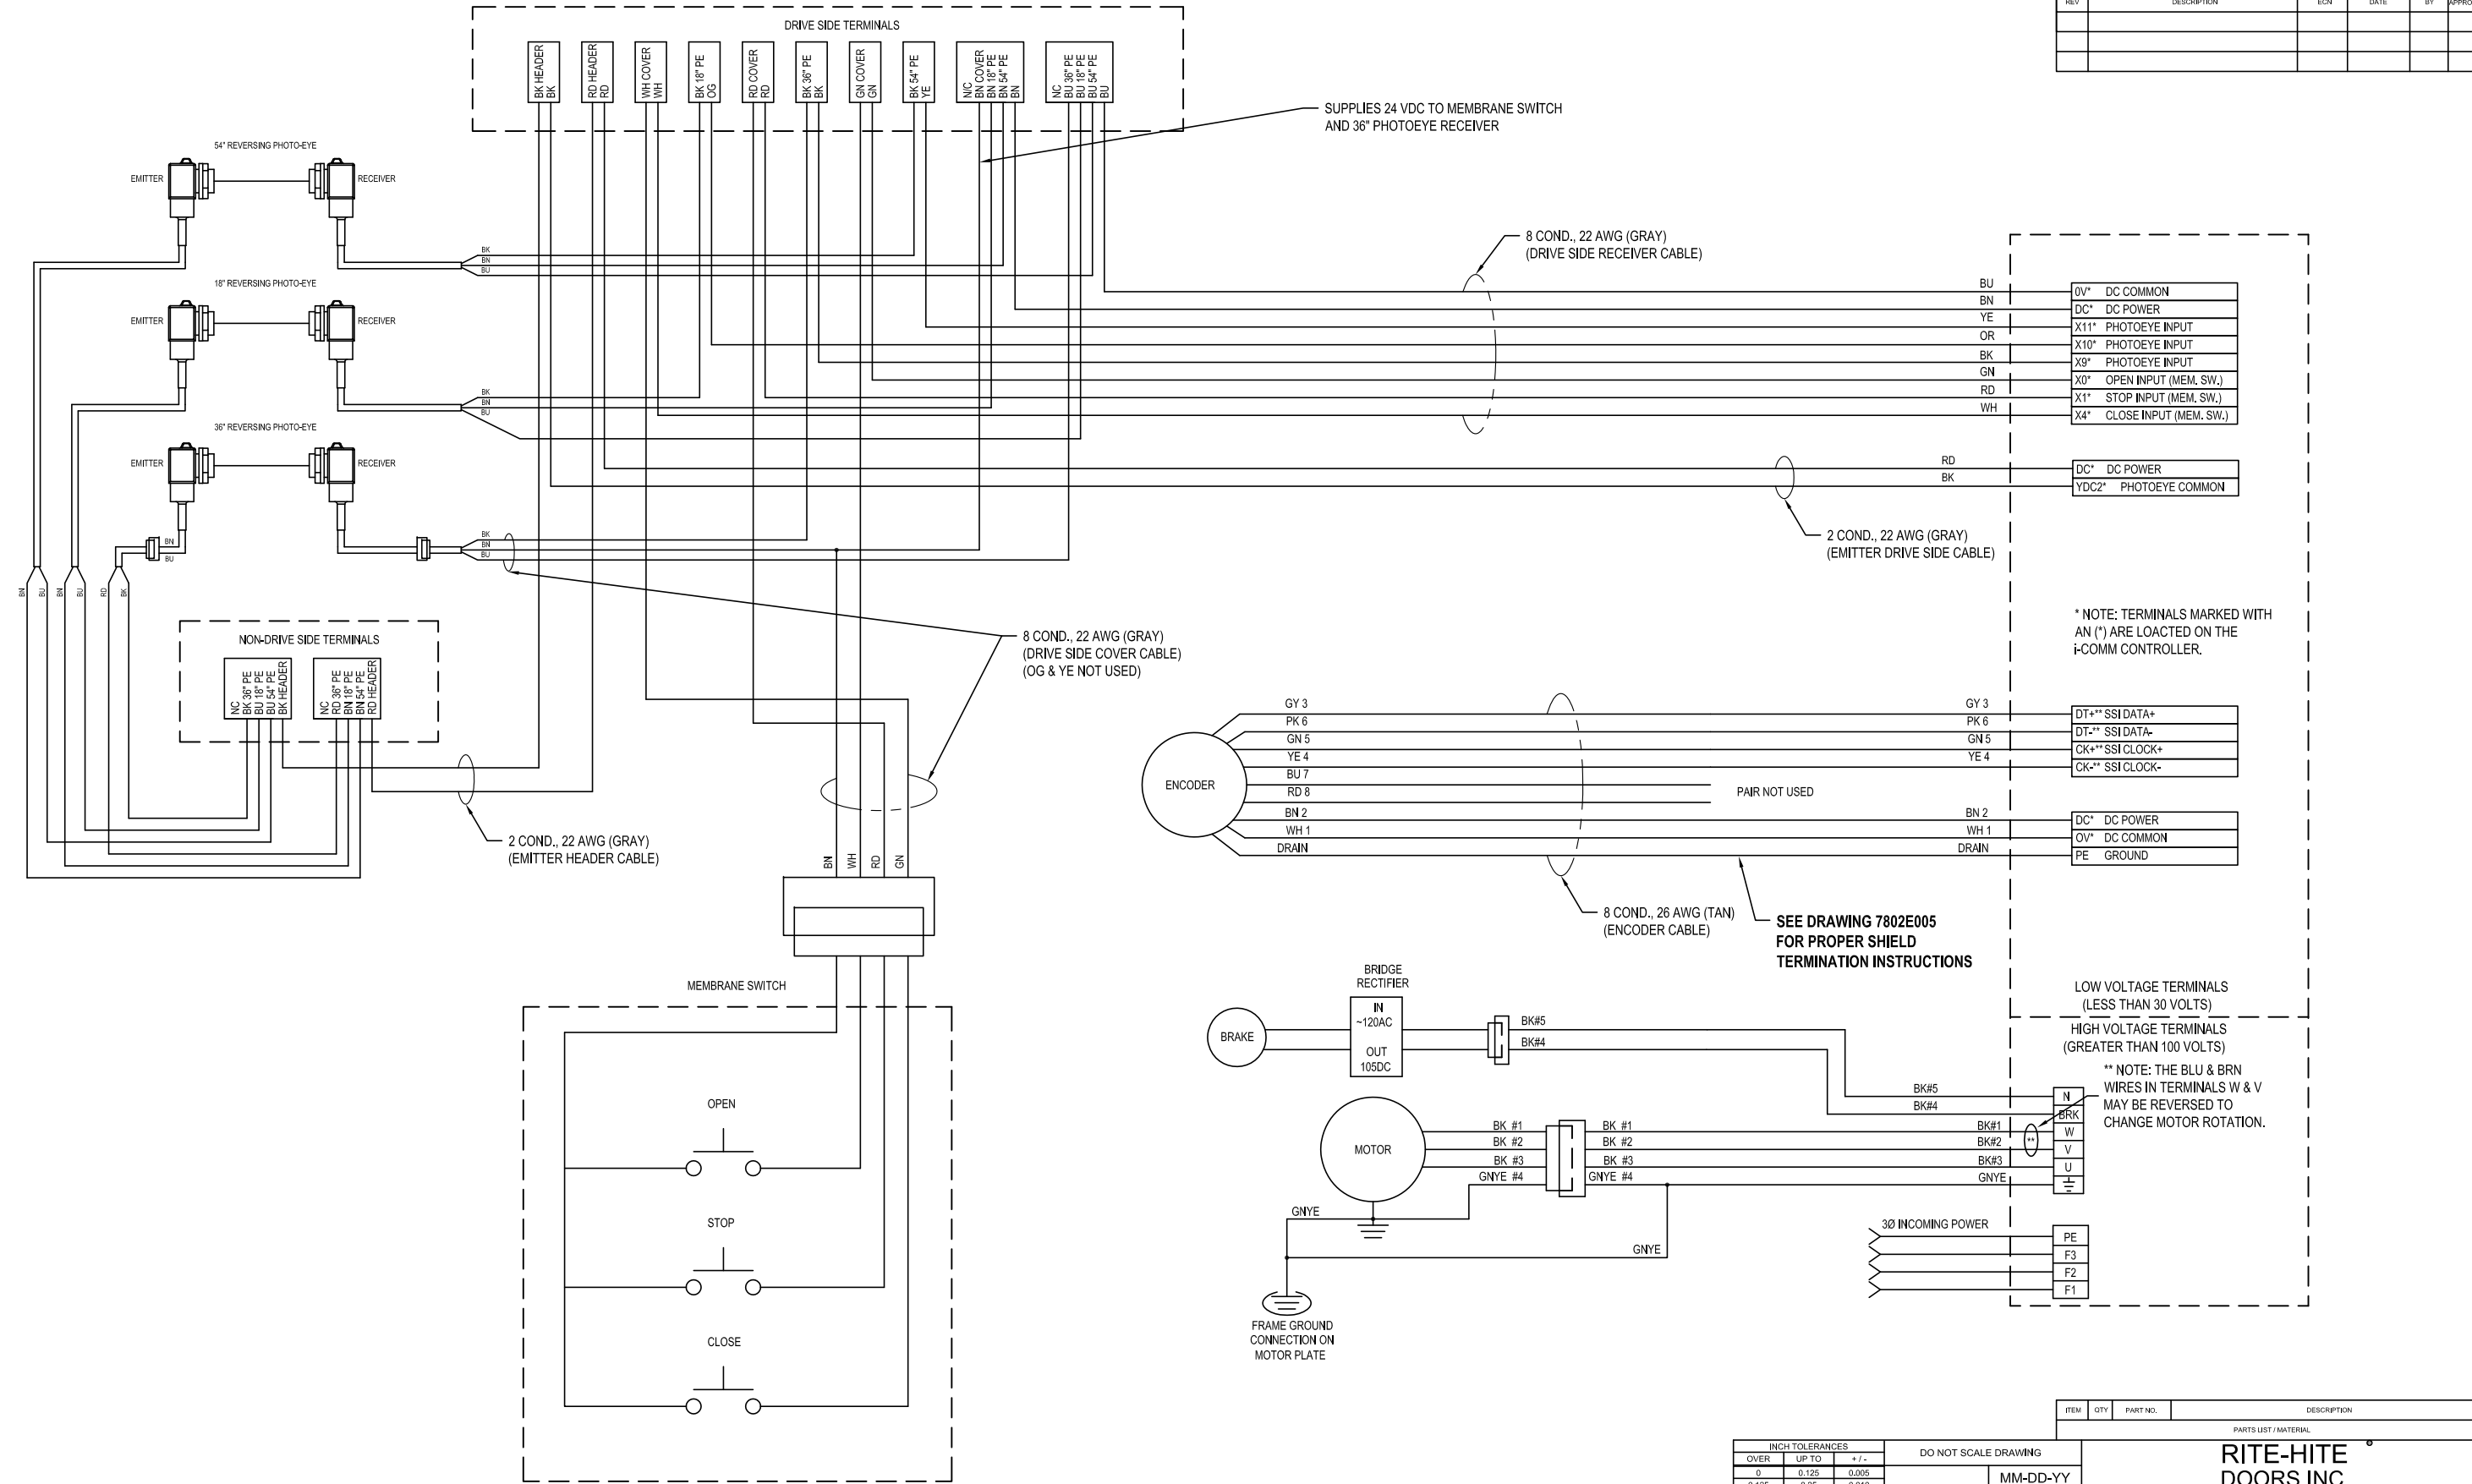 REV DESCRIPTION ECN DATE BY
DRIVE SIDE TERMINALS
BK HEADER
BK
RD HEADER
RD
WH COVER
WH
BK 18" PE
OG
RD COVER
RD
BK 36" PE
BK
GN COVER
GN
BK 54" PE
YE
N/C
BN COVER
BN 18" PE
BN 54" PE
BN
NC
BU 36" PE
BU 18" PE
BU 54" PE
BU
SUPPLIES 24 VDC TO MEMBRANE SWITCH
AND 36" PHOTOEYE RECEIVER
54" REVERSING PHOTO-EYE
EMITTER
RECEIVER
BK
BN
BU
18" REVERSING PHOTO-EYE
EMITTER
RECEIVER
BK
BN
BU
36" REVERSING PHOTO-EYE
EMITTER
RECEIVER
BN
BU
BK
BN
BU
BN
BU
BN
BU
RD
BK
8 COND., 22 AWG (GRAY)
(DRIVE SIDE RECEIVER CABLE)
BU 0V* DC COMMON
BN DC* DC POWER
YE X11* PHOTOEYE INPUT
OR X10* PHOTOEYE INPUT
BK X9* PHOTOEYE INPUT
GN X0* OPEN INPUT (MEM. SW.)
RD X1* STOP INPUT (MEM. SW.)
WH X4* CLOSE INPUT (MEM. SW.)
RD DC* DC POWER
BK YDC2* PHOTOEYE COMMON
2 COND., 22 AWG (GRAY)
(EMITTER DRIVE SIDE CABLE)
* NOTE: TERMINALS MARKED WITH
AN (*) ARE LOACTED ON THE
i-COMM CONTROLLER.
NON-DRIVE SIDE TERMINALS
NC
BK 36" PE
BU 18" PE
BU 54" PE
BK HEADER
NC
RD 36" PE
BN 18" PE
BN 54" PE
RD HEADER
8 COND., 22 AWG (GRAY)
(DRIVE SIDE COVER CABLE)
(OG & YE NOT USED)
2 COND., 22 AWG (GRAY)
(EMITTER HEADER CABLE)
BN
WH
RD
GN
ENCODER
GY 3 GY 3 DT+** SSI DATA+
PK 6 PK 6 DT-** SSI DATA-
GN 5 GN 5 CK+** SSI CLOCK+
YE 4 YE 4 CK-** SSI CLOCK-
BU 7
RD 8
PAIR NOT USED
BN 2 BN 2 DC* DC POWER
WH 1 WH 1 OV* DC COMMON
DRAIN DRAIN PE GROUND
8 COND., 26 AWG (TAN)
(ENCODER CABLE)
SEE DRAWING 7802E005
FOR PROPER SHIELD
TERMINATION INSTRUCTIONS
MEMBRANE SWITCH
OPEN
STOP
CLOSE
BRIDGE
RECTIFIER
IN
~120AC
OUT
105DC
BRAKE
BK#5
BK#4
LOW VOLTAGE TERMINALS
(LESS THAN 30 VOLTS)
HIGH VOLTAGE TERMINALS
(GREATER THAN 100 VOLTS)
** NOTE: THE BLU & BRN
WIRES IN TERMINALS W & V
MAY BE REVERSED TO
CHANGE MOTOR ROTATION.
MOTOR
BK#5 N
BK#4 BRK
BK #1 BK #1 BK#1 W
BK #2 BK #2 BK#2 ** V
BK #3 BK #3 BK#3 U
GNYE #4 GNYE #4 GNYE
GNYE
GNYE
FRAME GROUND
CONNECTION ON
MOTOR PLATE
3Ø INCOMING POWER
PE
F3
F2
F1
ITEM QTY PART NO. DESCRIPTION
PARTS LIST / MATERIAL
INCH TOLERANCES
OVER UP TO + / -
0 0.125 0.005
DO NOT SCALE DRAWING
MM-DD-YY
RITE-HITE
DOORS INC